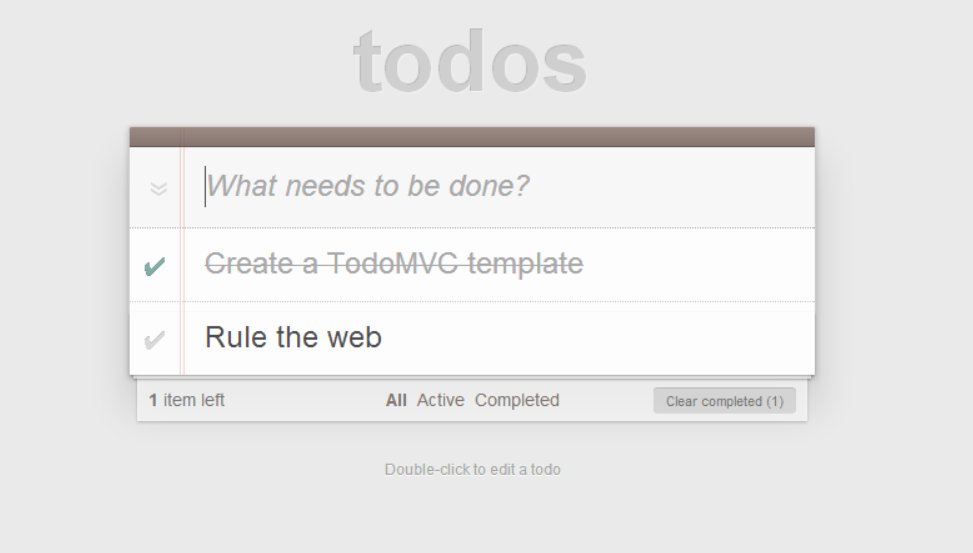 todos
What needs to be done?
Create a TodoMVC template
Rule the web
1 item left All Active Completed Clear completed (1)
Double-click to edit a todo